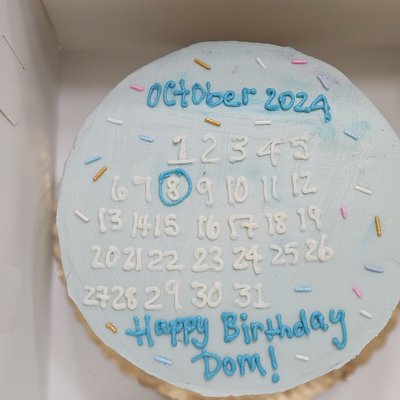 October 2024
1 2 3 4 5
6 7 8 9 10 11 12
13 14 15 16 17 18 19
20 21 22 23 24 25 26
27 28 29 30 31
Happy Birthday
Dom!